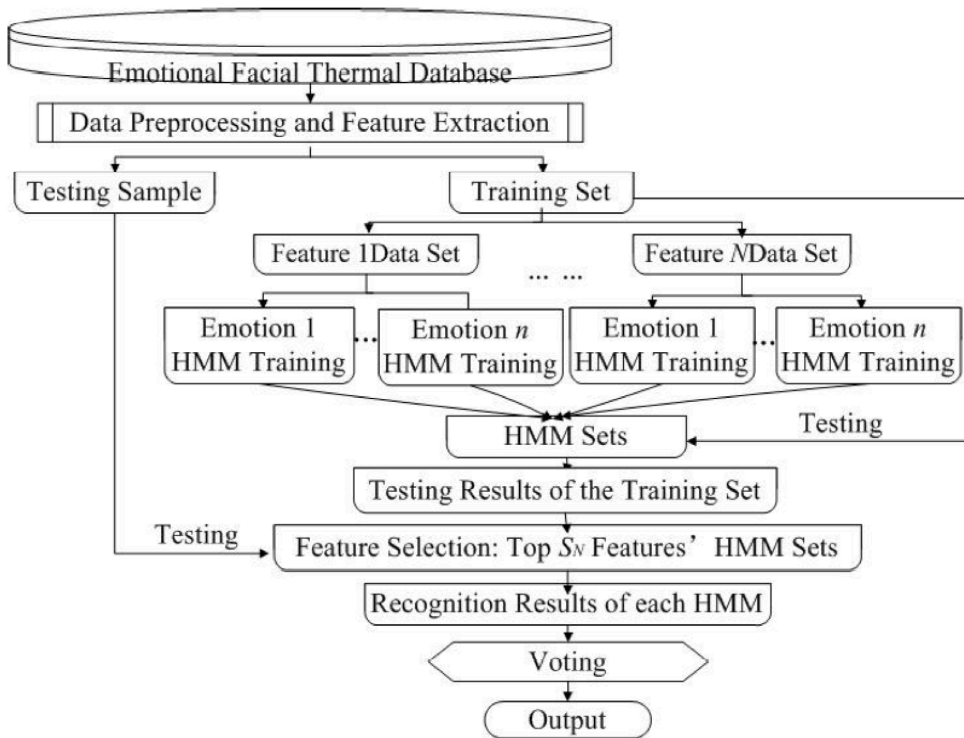 Emotional Facial Thermal Database
Data Preprocessing and Feature Extraction
Testing Sample
Training Set
Feature 1Data Set
... ...
Feature NData Set
Emotion 1
HMM Training
...
Emotion n
HMM Training
Emotion 1
HMM Training
...
Emotion n
HMM Training
HMM Sets
Testing
Testing Results of the Training Set
Testing
Feature Selection: Top SN Features’ HMM Sets
Recognition Results of each HMM
Voting
Output